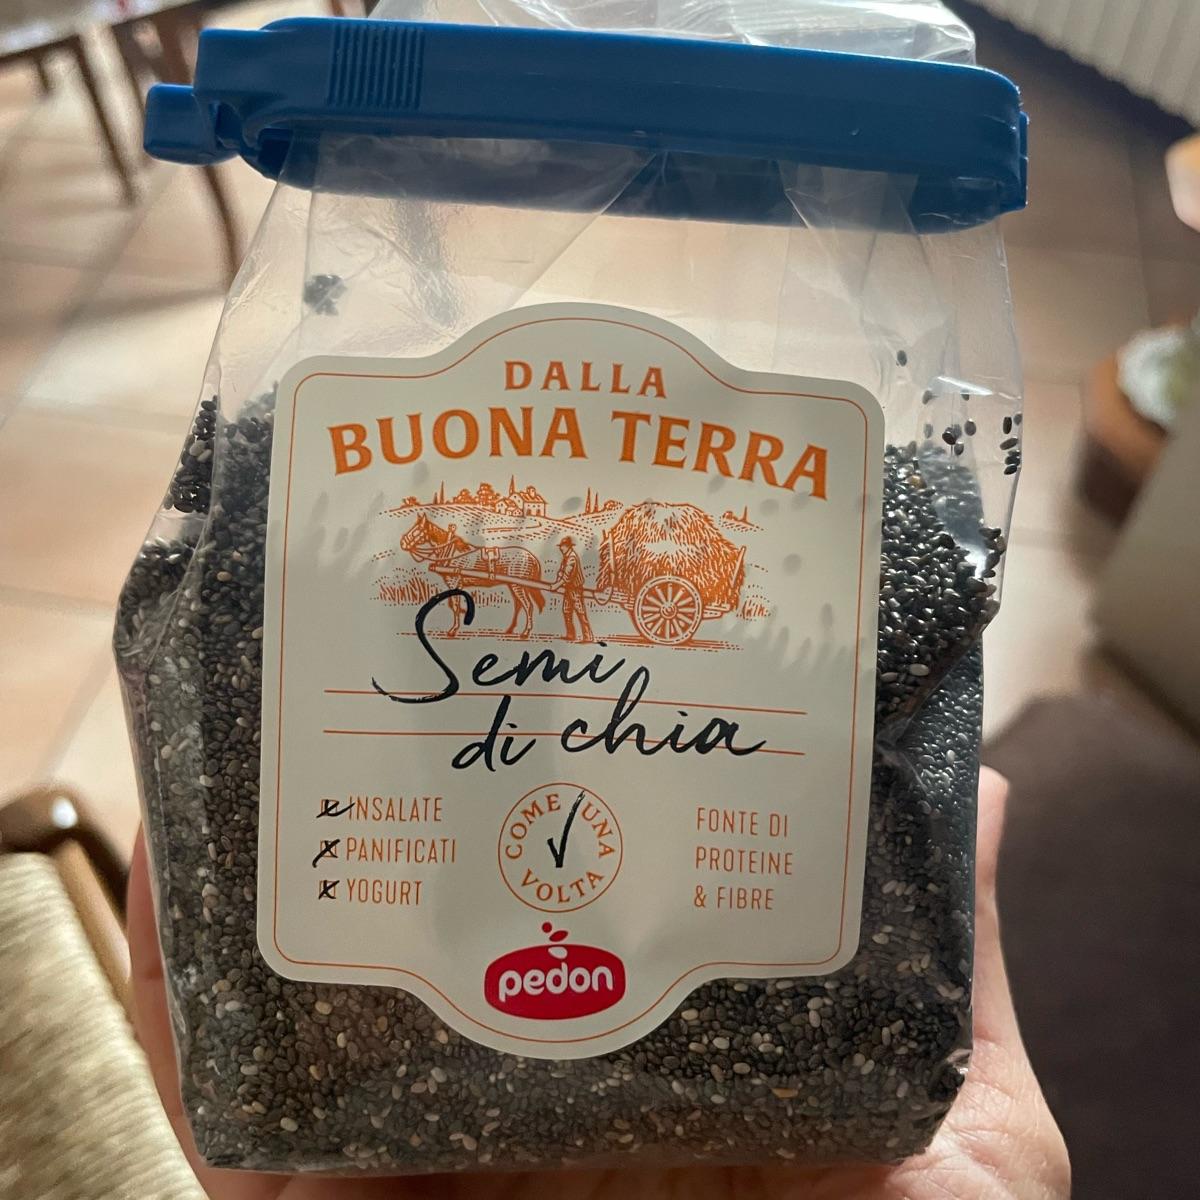 DALLA
BUONA TERRA
Semi
di chia
INSALATE
PANIFICATI
YOGURT
COME UNA
VOLTA
FONTE DI
PROTEINE
& FIBRE
pedon